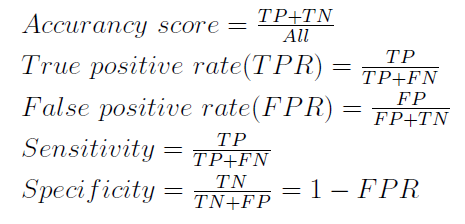 Accurancy score = TP+TN / All
True positive rate(TPR) = TP / TP+FN
False positive rate(FPR) = FP / FP+TN
Sensitivity = TP / TP+FN
Specificity = TN / TN+FP = 1 − FPR